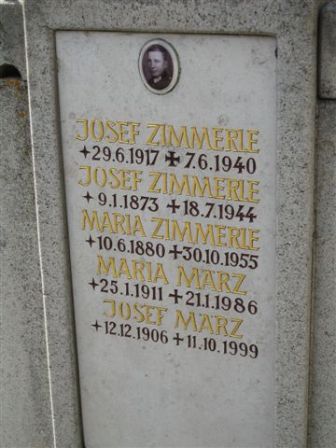 JOSEF ZIMMERLE
✦29.6.1917 ✠ 7.6.1940
JOSEF ZIMMERLE
✦9.1.1873 ✝18.7.1944
MARIA ZIMMERLE
✦10.6.1880 ✝30.10.1955
MARIA MÄRZ
✦25.1.1911 ✝21.1.1986
JOSEF MÄRZ
✦12.12.1906 ✝11.10.1999